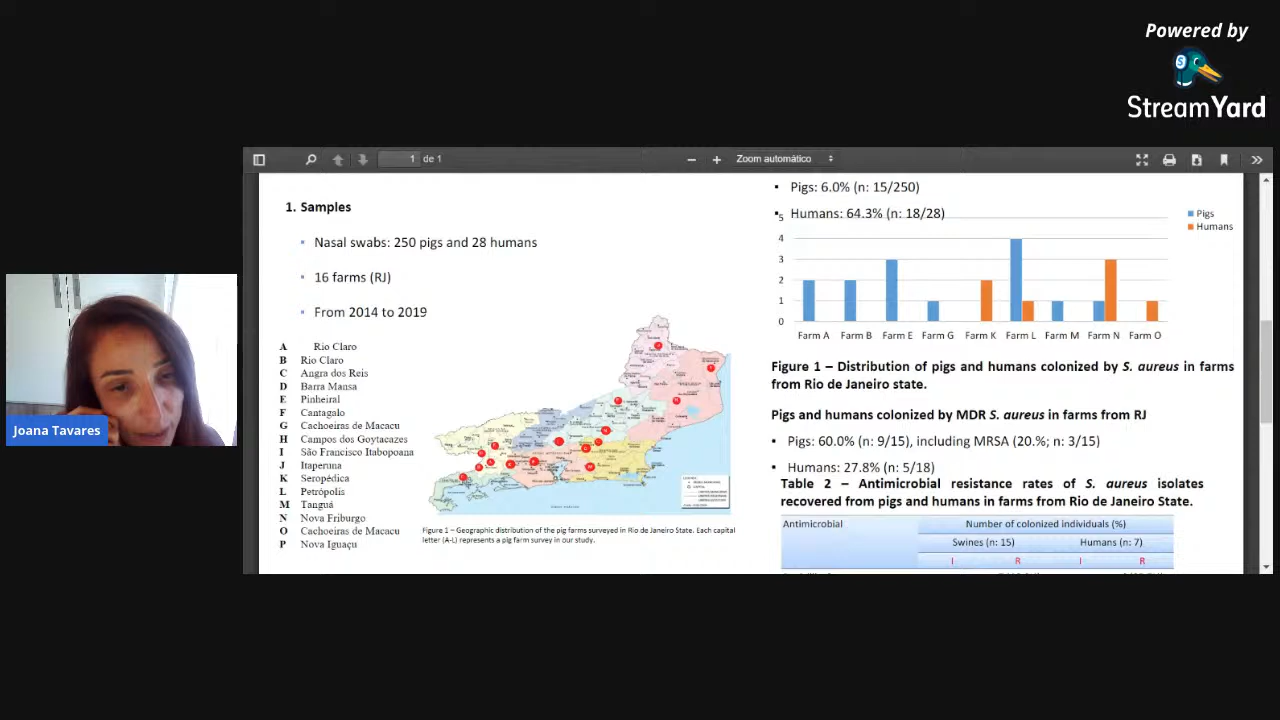 Powered by
StreamYard
1 de 1
Zoom automático
1. Samples
▪ Nasal swabs: 250 pigs and 28 humans
▪ 16 farms (RJ)
▪ From 2014 to 2019
A Rio Claro
B Rio Claro
C Angra dos Reis
D Barra Mansa
E Pinheiral
F Cantagalo
G Cachoeiras de Macacu
H Campos dos Goytacazes
I São Francisco Itabopoana
J Itaperuna
K Seropédica
L Petrópolis
M Tanguá
N Nova Friburgo
O Cachoeiras de Macacu
P Nova Iguaçu
Figure 1 – Geographic distribution of the pig farms surveyed in Rio de Janeiro State. Each capital
letter (A-L) represents a pig farm survey in our study.
▪ Pigs: 6.0% (n: 15/250)
▪ Humans: 64.3% (n: 18/28)
Pigs
Humans
5
4
3
2
1
0
Farm A Farm B Farm E Farm G Farm K Farm L Farm M Farm N Farm O
Figure 1 – Distribution of pigs and humans colonized by S. aureus in farms
from Rio de Janeiro state.
Pigs and humans colonized by MDR S. aureus in farms from RJ
• Pigs: 60.0% (n: 9/15), including MRSA (20.%; n: 3/15)
• Humans: 27.8% (n: 5/18)
Table 2 – Antimicrobial resistance rates of S. aureus isolates
recovered from pigs and humans in farms from Rio de Janeiro State.
Antimicrobial Number of colonized individuals (%)
Swines (n: 15) Humans (n: 7)
I R I R
Joana Tavares